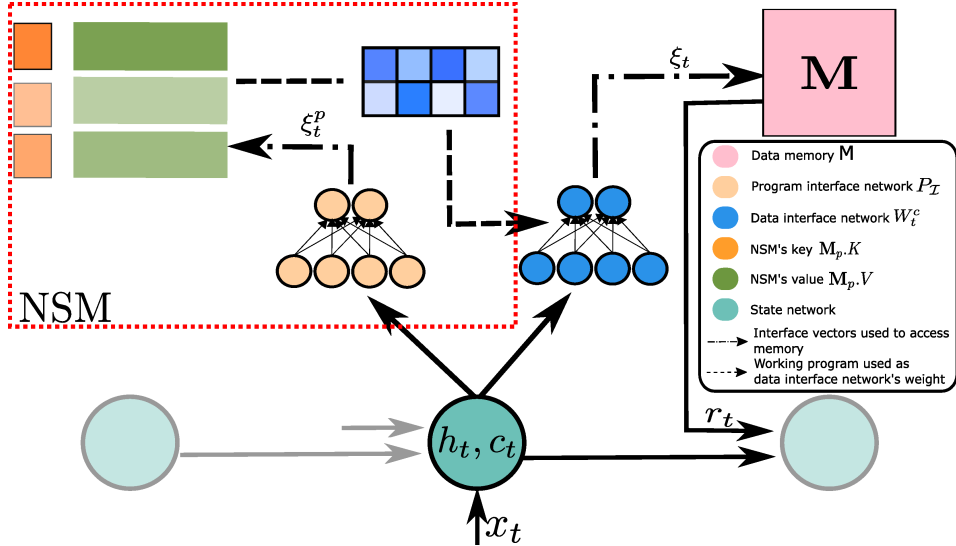 ξ_t
M
ξ_t^p
Data memory M
Program interface network P_I
Data interface network W_t^c
NSM's key M_p.K
NSM's value M_p.V
State network
Interface vectors used to access
memory
Working program used as
data interface network's weight
NSM
r_t
h_t, c_t
x_t